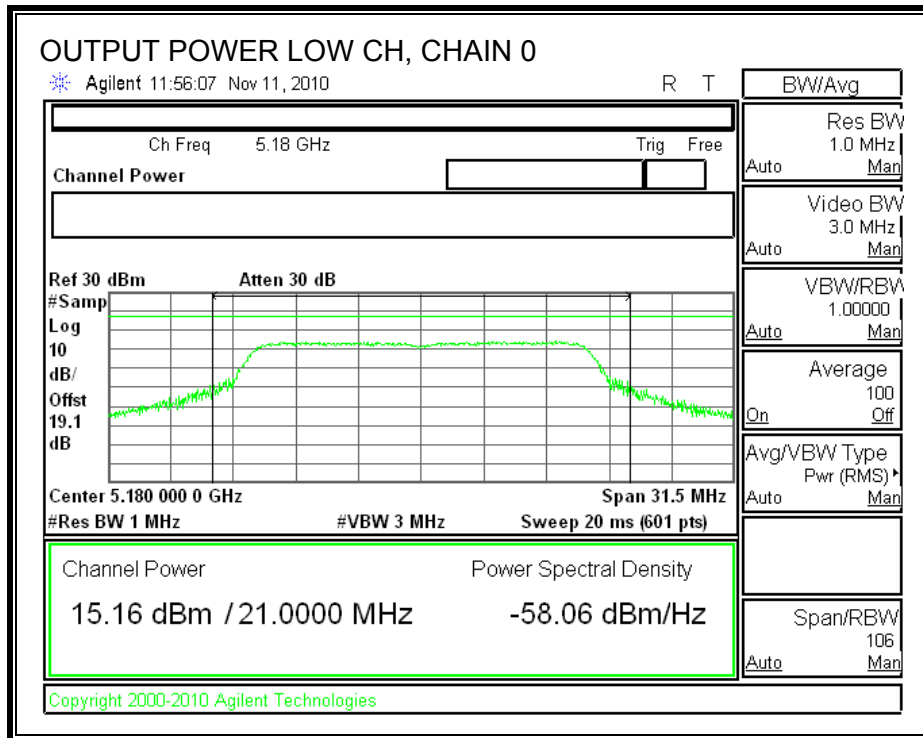 OUTPUT POWER LOW CH, CHAIN 0
Agilent 11:56:07 Nov 11, 2010 R T
Ch Freq 5.18 GHz Trig Free
Channel Power
Ref 30 dBm Atten 30 dB
#Samp
Log
10
dB/
Offst
19.1
dB
Center 5.180 000 0 GHz Span 31.5 MHz
#Res BW 1 MHz #VBW 3 MHz Sweep 20 ms (601 pts)
Channel Power Power Spectral Density
15.16 dBm / 21.0000 MHz -58.06 dBm/Hz
Copyright 2000-2010 Agilent Technologies
BW/Avg
Res BW
1.0 MHz
Auto Man
Video BW
3.0 MHz
Auto Man
VBW/RBW
1.00000
Auto Man
Average
100
On Off
Avg/VBW Type
Pwr (RMS)
Auto Man
Span/RBW
106
Auto Man